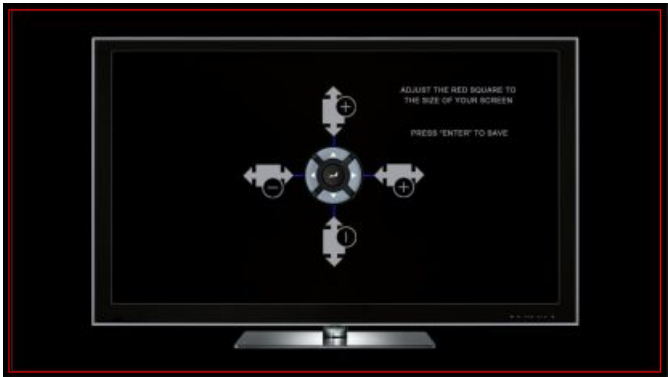 ADJUST THE RED SQUARE TO
THE SIZE OF YOUR SCREEN
PRESS "ENTER" TO SAVE